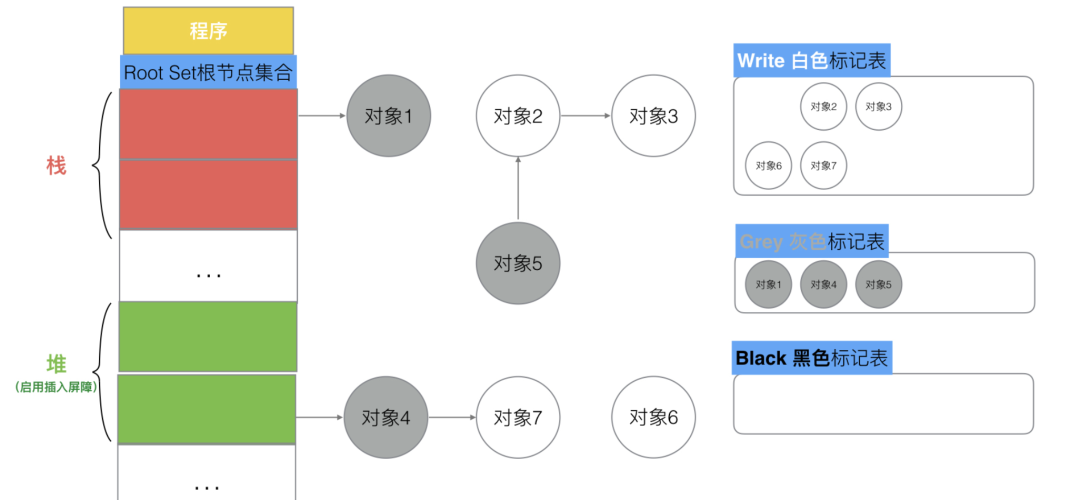 程序
Root Set根节点集合
栈
...
堆
(启用插入屏障)
...
对象1
对象2
对象3
对象5
对象4
对象7
对象6
Write 白色标记表
对象2
对象3
对象6
对象7
Grey 灰色标记表
对象1
对象4
对象5
Black 黑色标记表